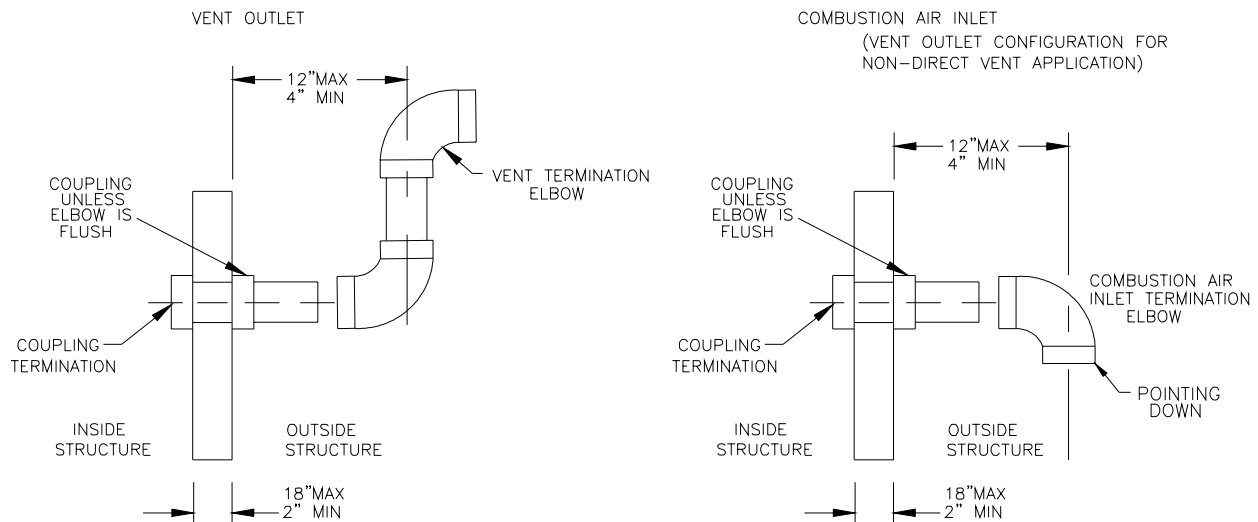 VENT OUTLET
12”MAX
4” MIN
COUPLING
UNLESS
ELBOW IS
FLUSH
VENT TERMINATION
ELBOW
COUPLING
TERMINATION
INSIDE
STRUCTURE
OUTSIDE
STRUCTURE
18”MAX
2” MIN
COMBUSTION AIR INLET
(VENT OUTLET CONFIGURATION FOR
NON-DIRECT VENT APPLICATION)
12”MAX
4” MIN
COUPLING
UNLESS
ELBOW IS
FLUSH
COMBUSTION AIR
INLET TERMINATION
ELBOW
COUPLING
TERMINATION
POINTING
DOWN
INSIDE
STRUCTURE
OUTSIDE
STRUCTURE
18”MAX
2” MIN